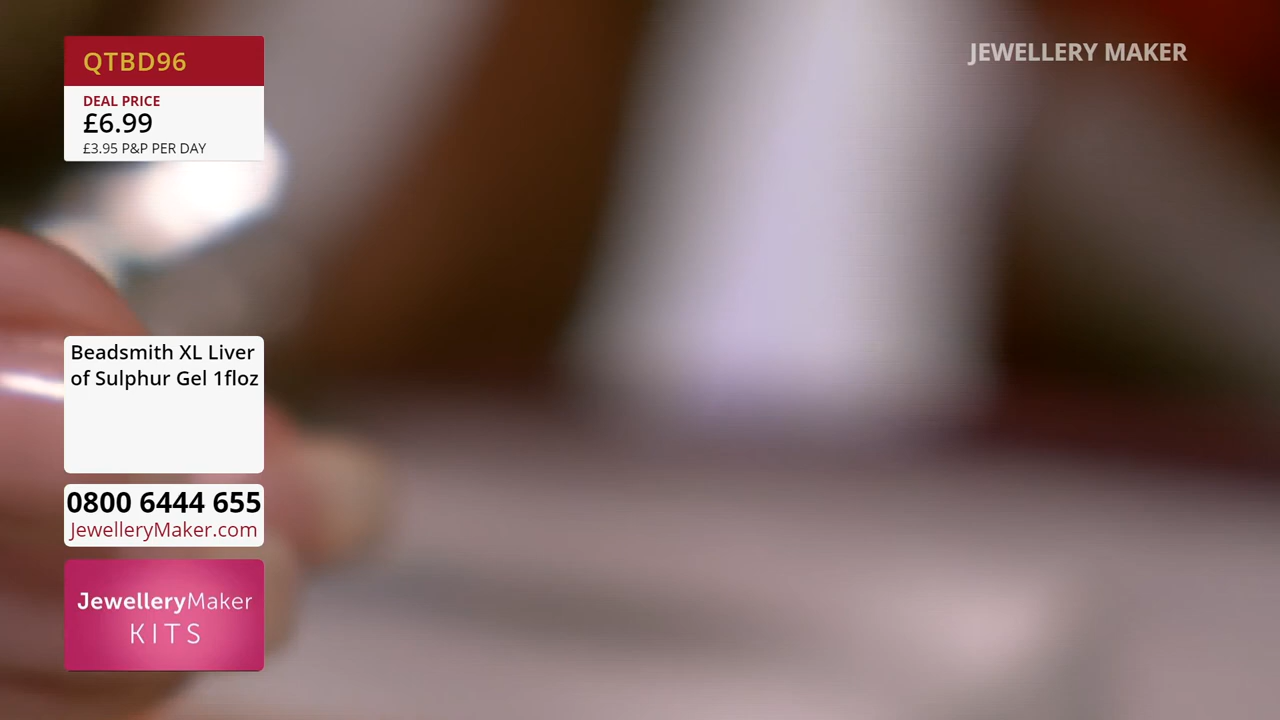 QTBD96
DEAL PRICE
£6.99
£3.95 P&P PER DAY
JEWELLERY MAKER
Beadsmith XL Liver
of Sulphur Gel 1floz
0800 6444 655
JewelleryMaker.com
JewelleryMaker
KITS